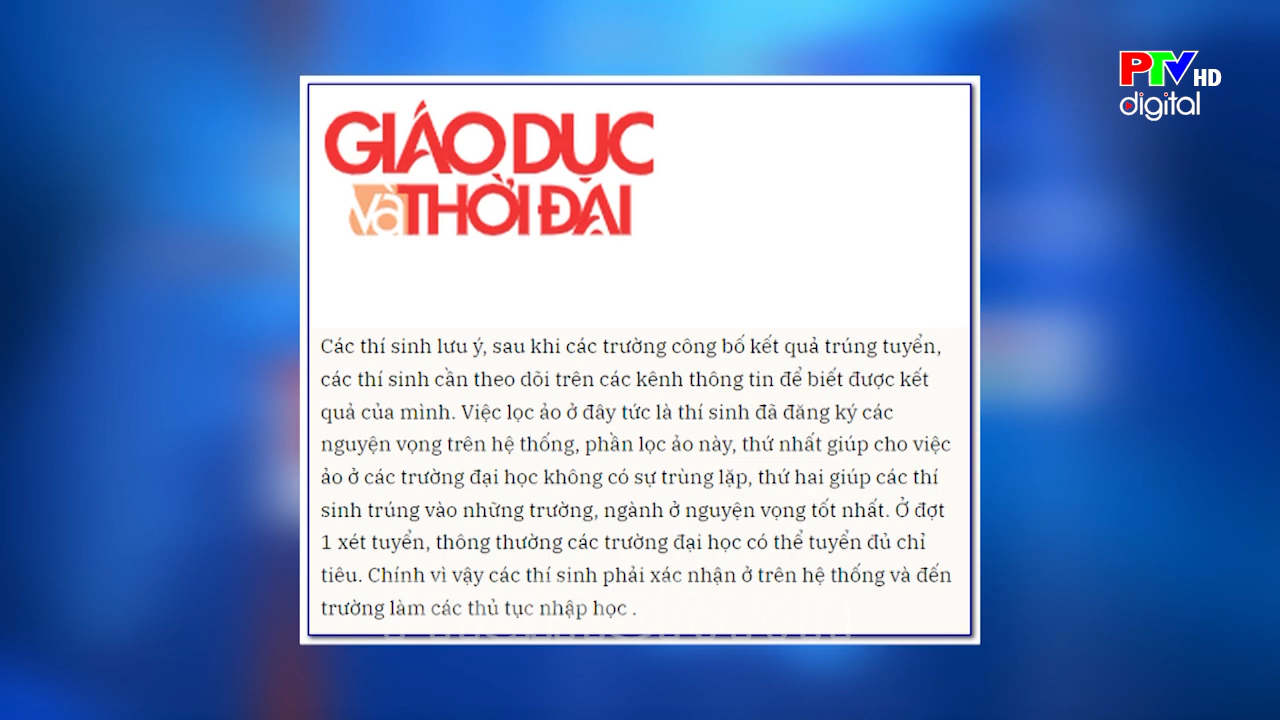 PTV HD
digital
GIÁO DỤC
và THỜI ĐẠI
Các thí sinh lưu ý, sau khi các trường công bố kết quả trúng tuyển,
các thí sinh cần theo dõi trên các kênh thông tin để biết được kết
quả của mình. Việc lọc ảo ở đây tức là thí sinh đã đăng ký các
nguyện vọng trên hệ thống, phần lọc ảo này, thứ nhất giúp cho việc
ảo ở các trường đại học không có sự trùng lặp, thứ hai giúp các thí
sinh trúng vào những trường, ngành ở nguyện vọng tốt nhất. Ở đợt
1 xét tuyển, thông thường các trường đại học có thể tuyển đủ chỉ
tiêu. Chính vì vậy các thí sinh phải xác nhận ở trên hệ thống và đến
trường làm các thủ tục nhập học .